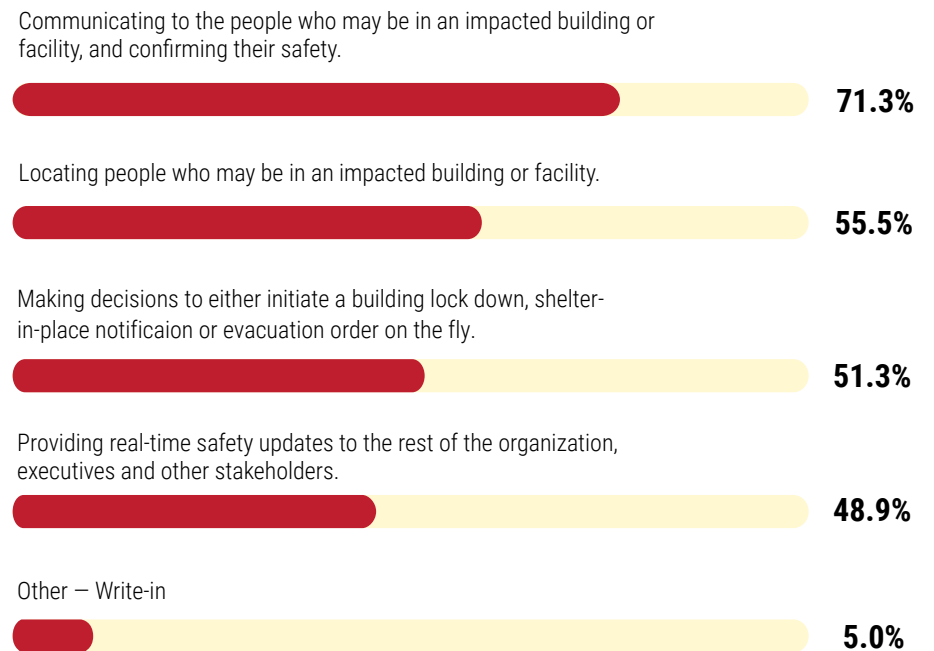 Communicating to the people who may be in an impacted building or
facility, and confirming their safety.
71.3%
Locating people who may be in an impacted building or facility.
55.5%
Making decisions to either initiate a building lock down, shelter-
in-place notificaion or evacuation order on the fly.
51.3%
Providing real-time safety updates to the rest of the organization,
executives and other stakeholders.
48.9%
Other — Write-in
5.0%